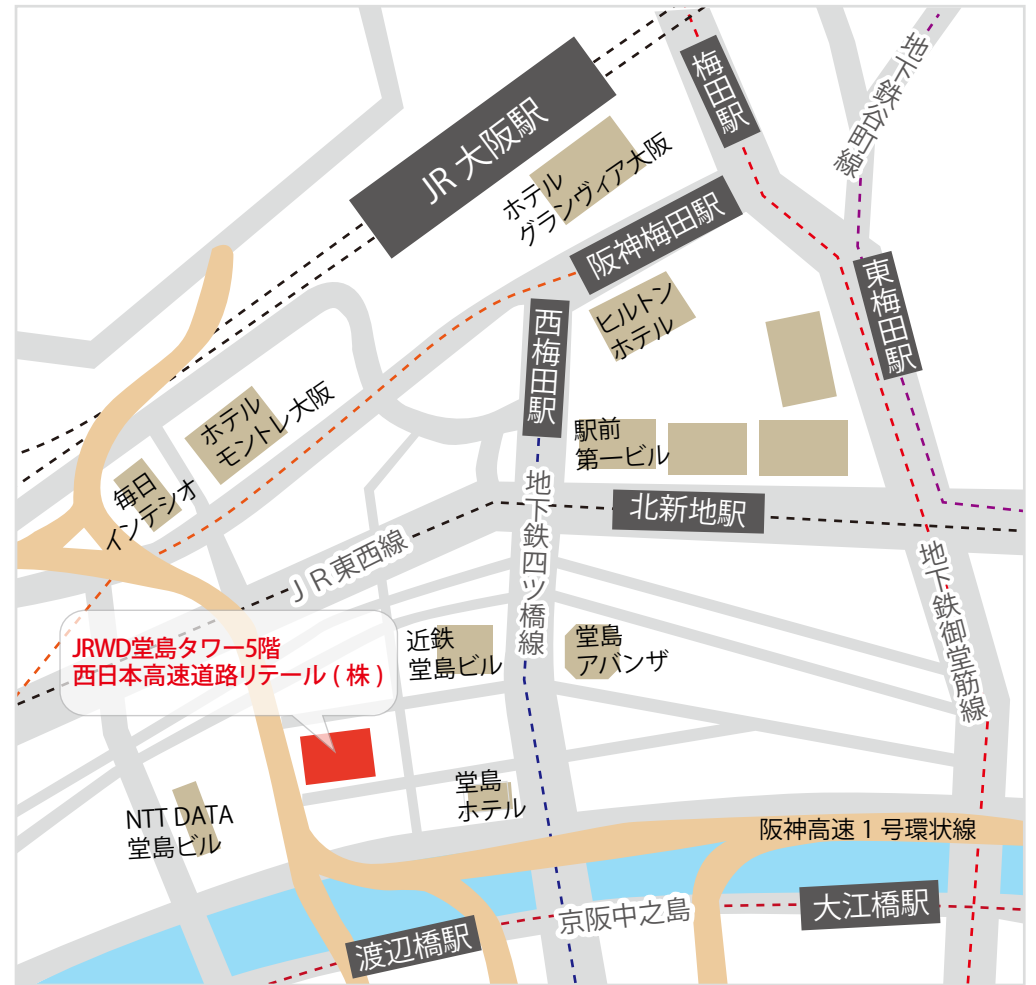 梅田駅
地下鉄谷町線
JR 大阪駅
ホテル
グランヴィア大阪
阪神梅田駅
東梅田駅
ヒルトン
ホテル
西梅田駅
ホテル
モントレ大阪
駅前
第一ビル
毎日
インテシオ
北新地駅
地下鉄四ツ橋線
JR東西線
地下鉄御堂筋線
JRWD堂島タワー5階
西日本高速道路リテール ( 株 )
近鉄
堂島ビル
堂島
アバンザ
NTT DATA
堂島ビル
堂島
ホテル
阪神高速 1 号環状線
大江橋駅
京阪中之島
渡辺橋駅